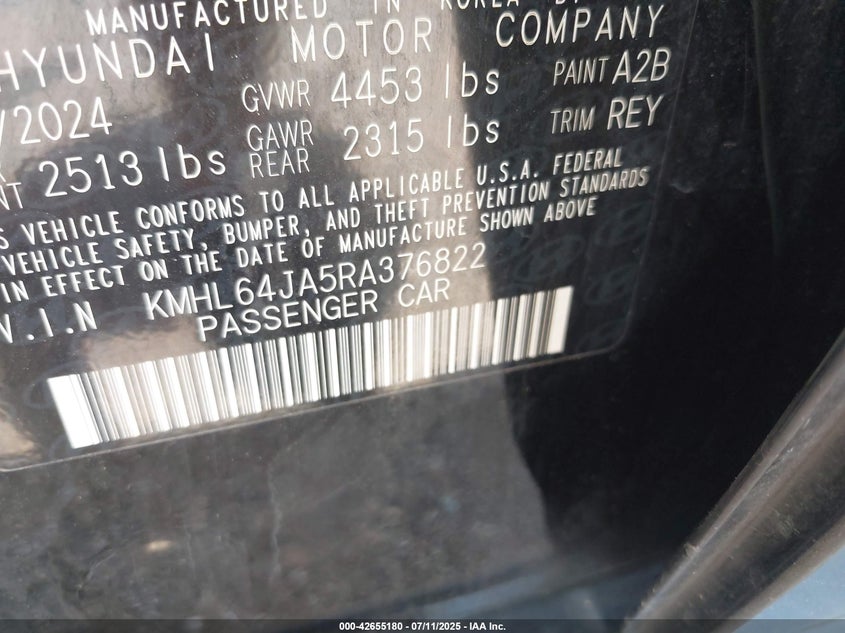 MANUFACTURED IN KOREA BY
HYUNDAI MOTOR COMPANY
/2024 GVWR 4453 lbs PAINT A2B
NT 2513 lbs GAWR REAR 2315 lbs TRIM REY
S VEHICLE CONFORMS TO ALL APPLICABLE U.S.A. FEDERAL
VEHICLE SAFETY, BUMPER, AND THEFT PREVENTION STANDARDS
IN EFFECT ON THE DATE OF MANUFACTURE SHOWN ABOVE
V.I.N KMHL64JA5RA376822
PASSENGER CAR
000-42655180 - 07/11/2025 - IAA Inc.